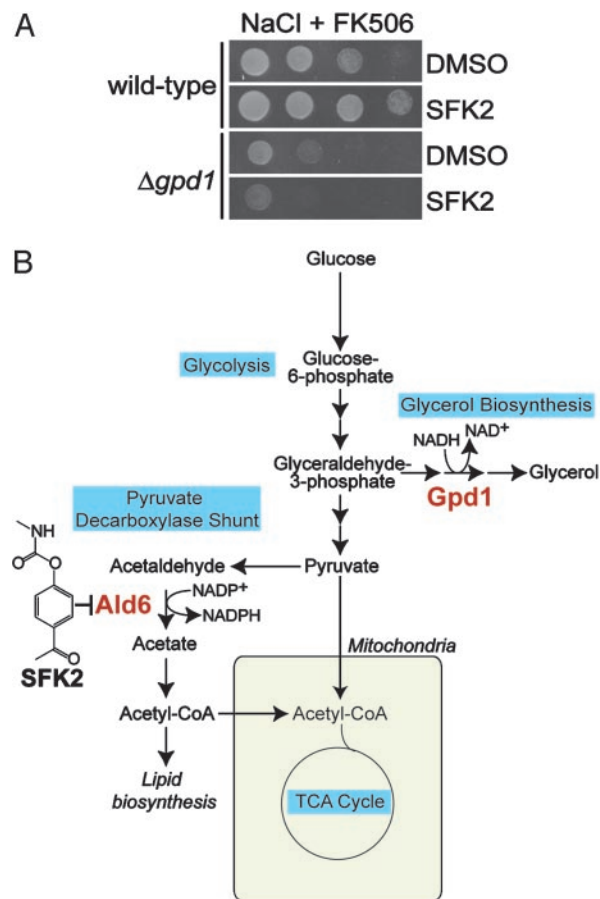 A
NaCl + FK506
wild-type
DMSO
SFK2
Δgpd1
DMSO
SFK2
B
Glucose
Glycolysis
Glucose-
6-phosphate
Glycerol Biosynthesis
NADH
NAD+
Glyceraldehyde-
3-phosphate
Glycerol
Gpd1
Pyruvate
Decarboxylase Shunt
Acetaldehyde
Pyruvate
NH
O
O
Ald6
NADP+
NADPH
O
SFK2
Acetate
Mitochondria
Acetyl-CoA
Acetyl-CoA
Lipid
biosynthesis
TCA Cycle